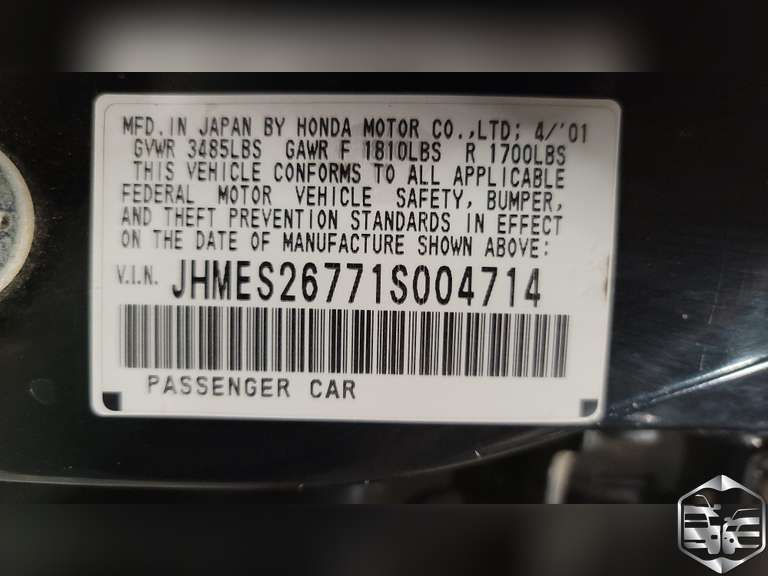 MFD.IN JAPAN BY HONDA MOTOR CO.,LTD; 4/'01
GVWR 3485LBS GAWR F 1810LBS R 1700LBS
THIS VEHICLE CONFORMS TO ALL APPLICABLE
FEDERAL MOTOR VEHICLE SAFETY, BUMPER,
AND THEFT PREVENTION STANDARDS IN EFFECT
ON THE DATE OF MANUFACTURE SHOWN ABOVE:
V.I.N. JHMES26771S004714
PASSENGER CAR